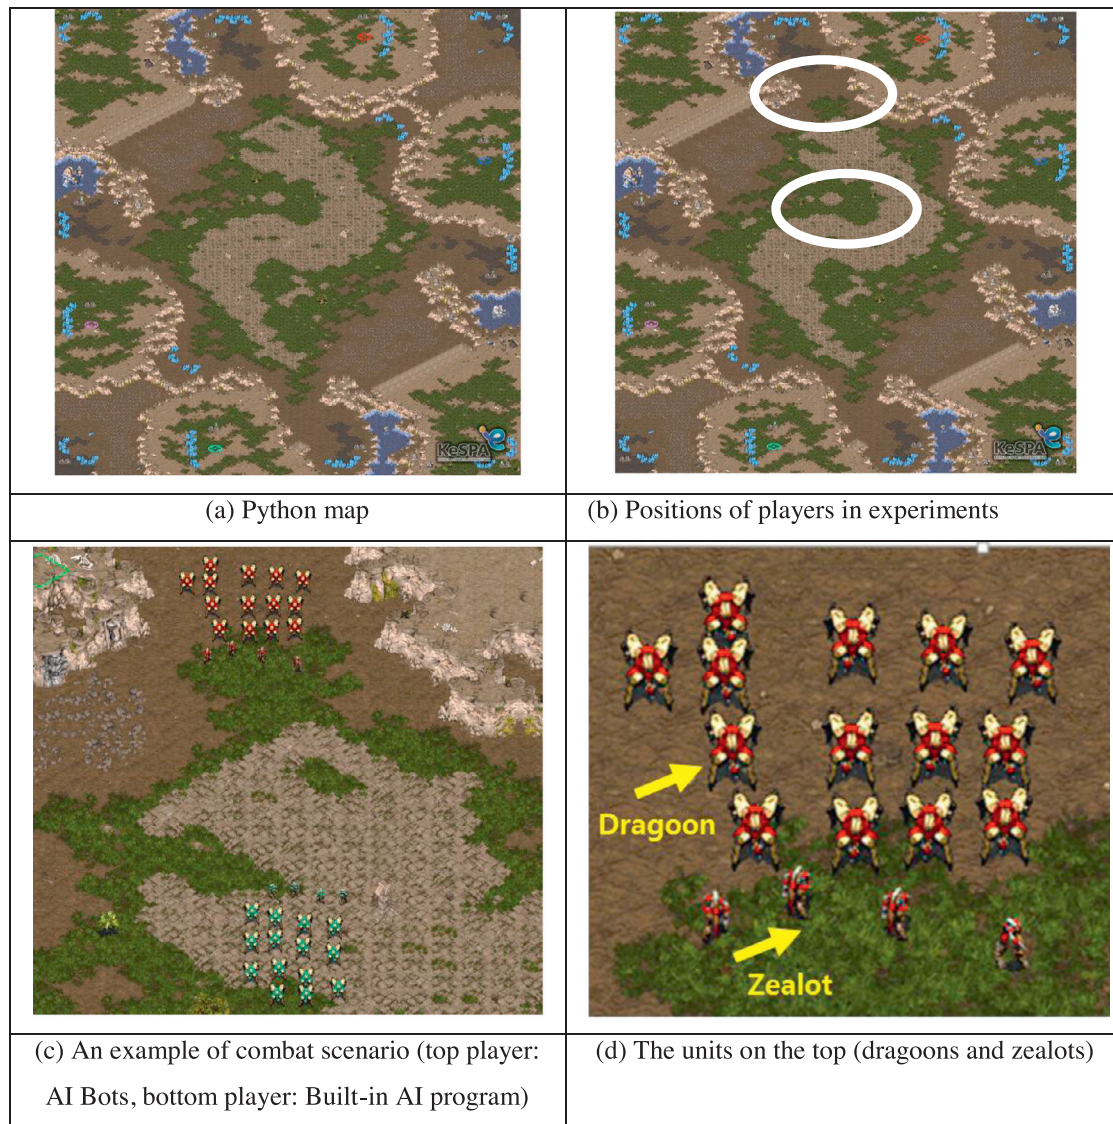 KeSPA
KeSPA
(a) Python map
(b) Positions of players in experiments
Dragoon
Zealot
(c) An example of combat scenario (top player:
AI Bots, bottom player: Built-in AI program)
(d) The units on the top (dragoons and zealots)